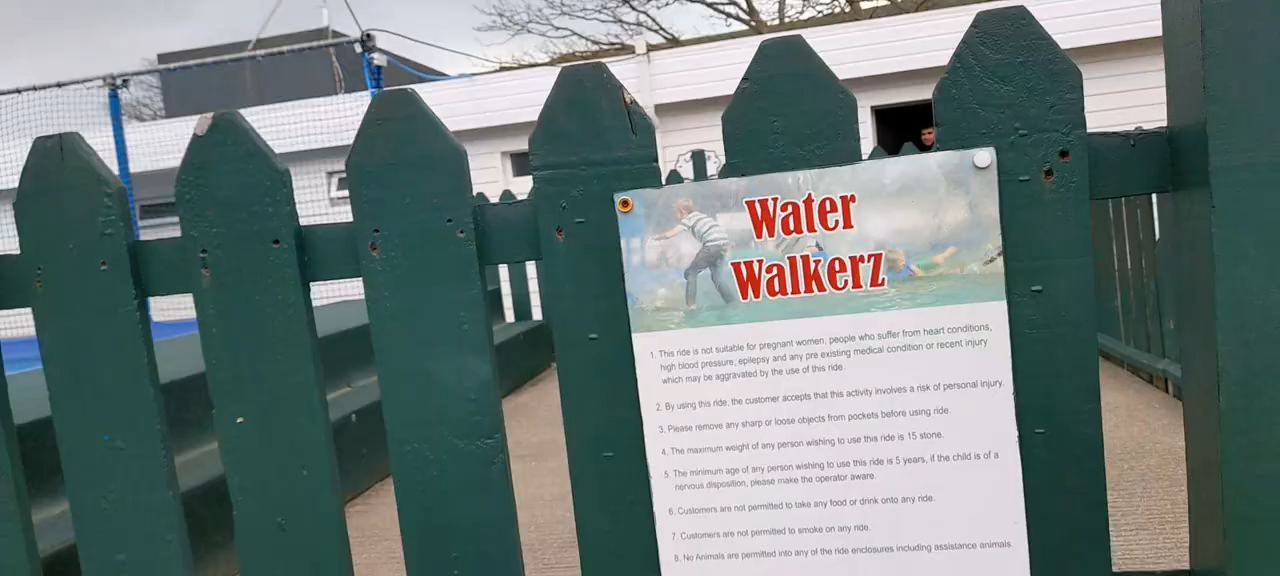 Water
Walkerz
1. This ride is not suitable for pregnant women, people who suffer from heart conditions,
high blood pressure, epilepsy and any pre existing medical condition or recent injury
which may be aggravated by the use of this ride.
2. By using this ride, the customer accepts that this activity involves a risk of personal injury.
3. Please remove any sharp or loose objects from pockets before using ride.
4. The maximum weight of any person wishing to use this ride is 15 stone.
5. The minimum age of any person wishing to use this ride is 5 years, if the child is of a
nervous disposition, please make the operator aware.
6. Customers are not permitted to take any food or drink onto any ride.
7. Customers are not permitted to smoke on any ride.
8. No Animals are permitted into any of the ride enclosures including assistance animals.